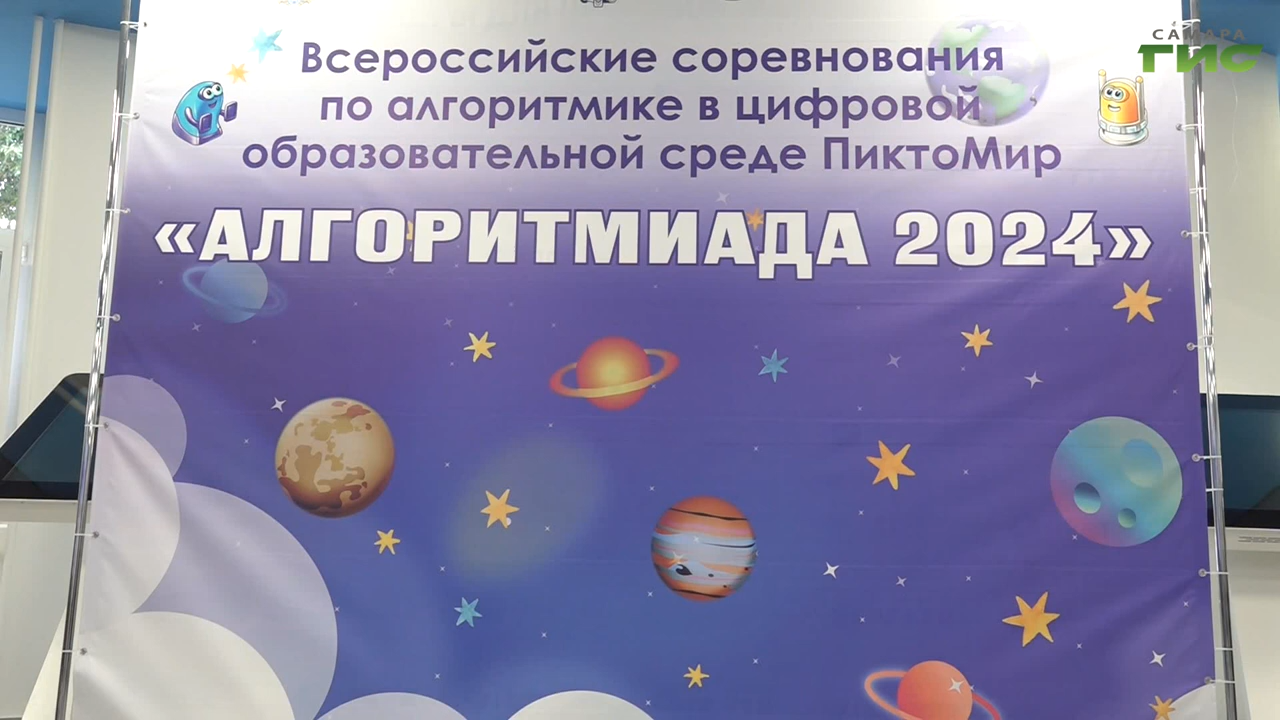 САМАРА
ГИС
Всероссийские соревнования
по алгоритмике в цифровой
образовательной среде ПиктоМир
«АЛГОРИТМИАДА 2024»